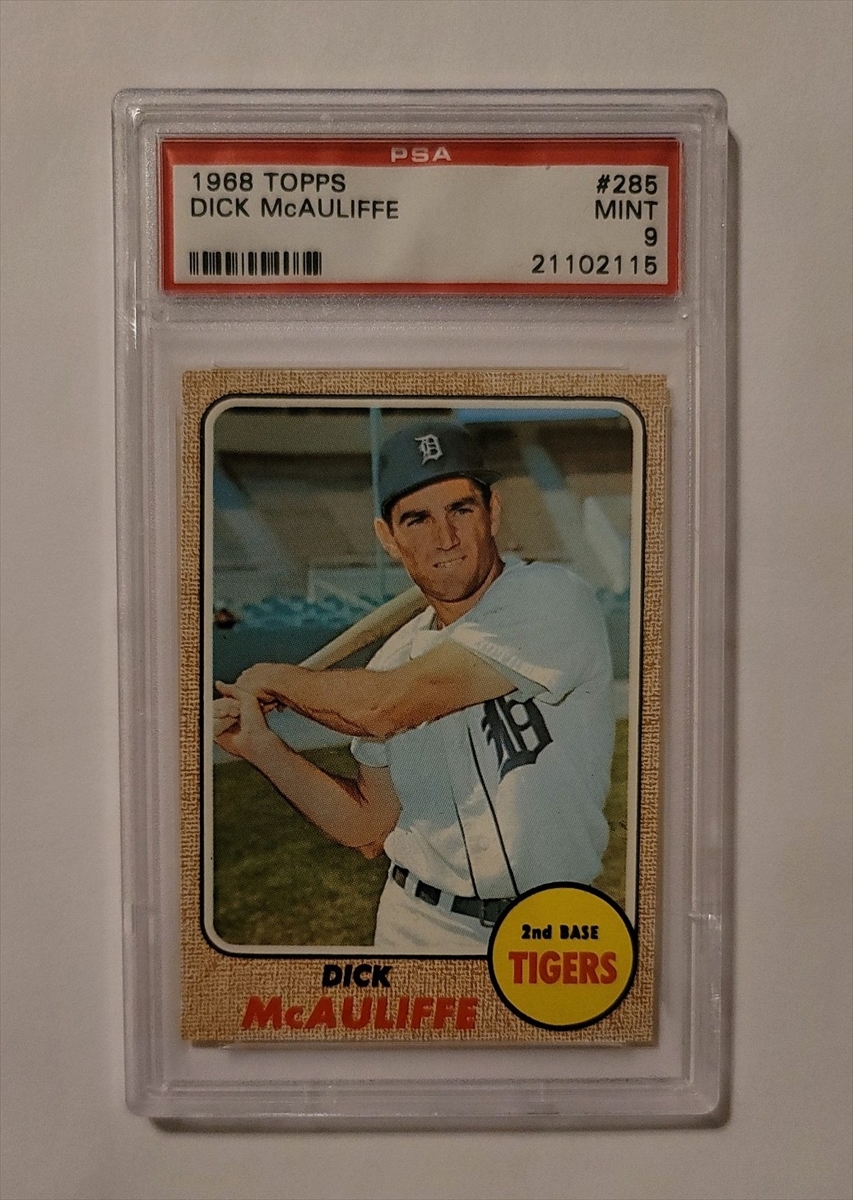 PSA
1968 TOPPS #285
DICK McAULIFFE MINT
9
21102115
D
D
2nd BASE
TIGERS
DICK
McAULIFFE